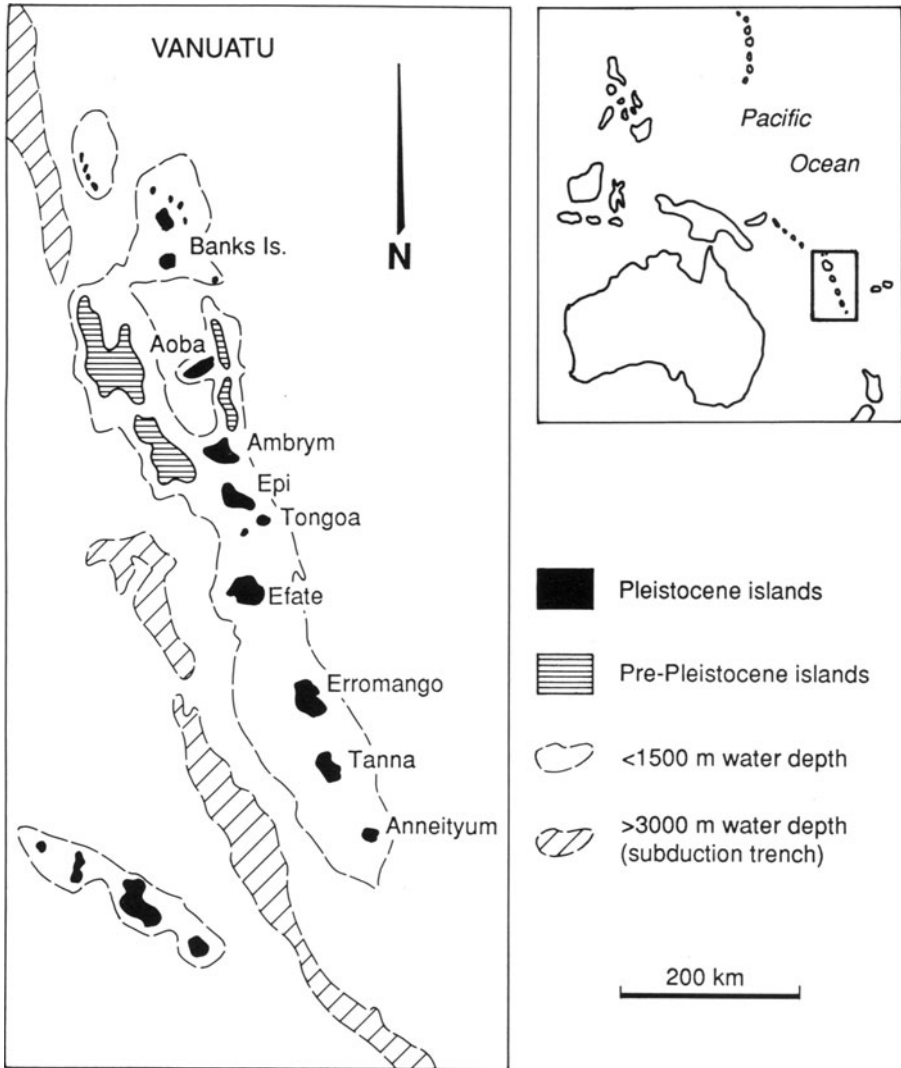 VANUATU
N
Banks Is.
Aoba
Ambrym
Epi
Tongoa
Efate
Erromango
Tanna
Anneityum
Pacific
Ocean
Pleistocene islands
Pre-Pleistocene islands
<1500 m water depth
>3000 m water depth
(subduction trench)
200 km